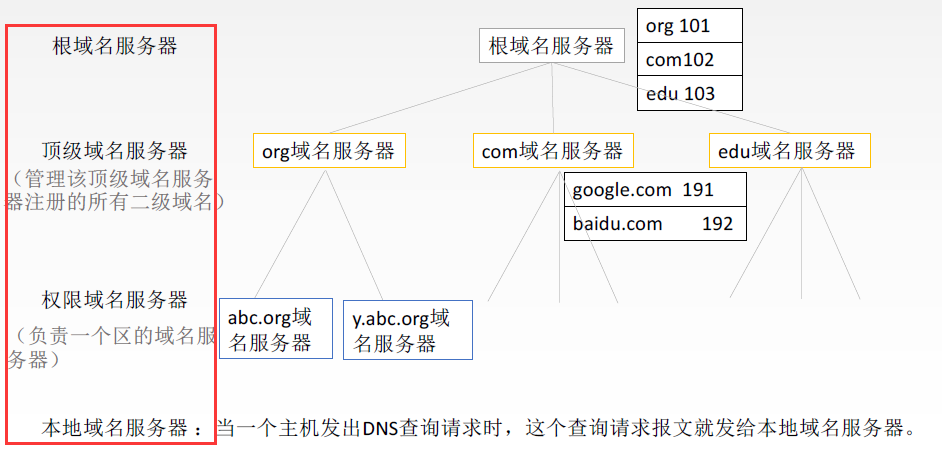 根域名服务器
根域名服务器
org 101
com102
edu 103
顶级域名服务器
(管理该顶级域名服务
器注册的所有二级域名)
org域名服务器
com域名服务器
edu域名服务器
google.com 191
baidu.com 192
权限域名服务器
(负责一个区的域名服
务器)
abc.org域
名服务器
y.abc.org域
名服务器
本地域名服务器：当一个主机发出DNS查询请求时，这个查询请求报文就发给本地域名服务器。